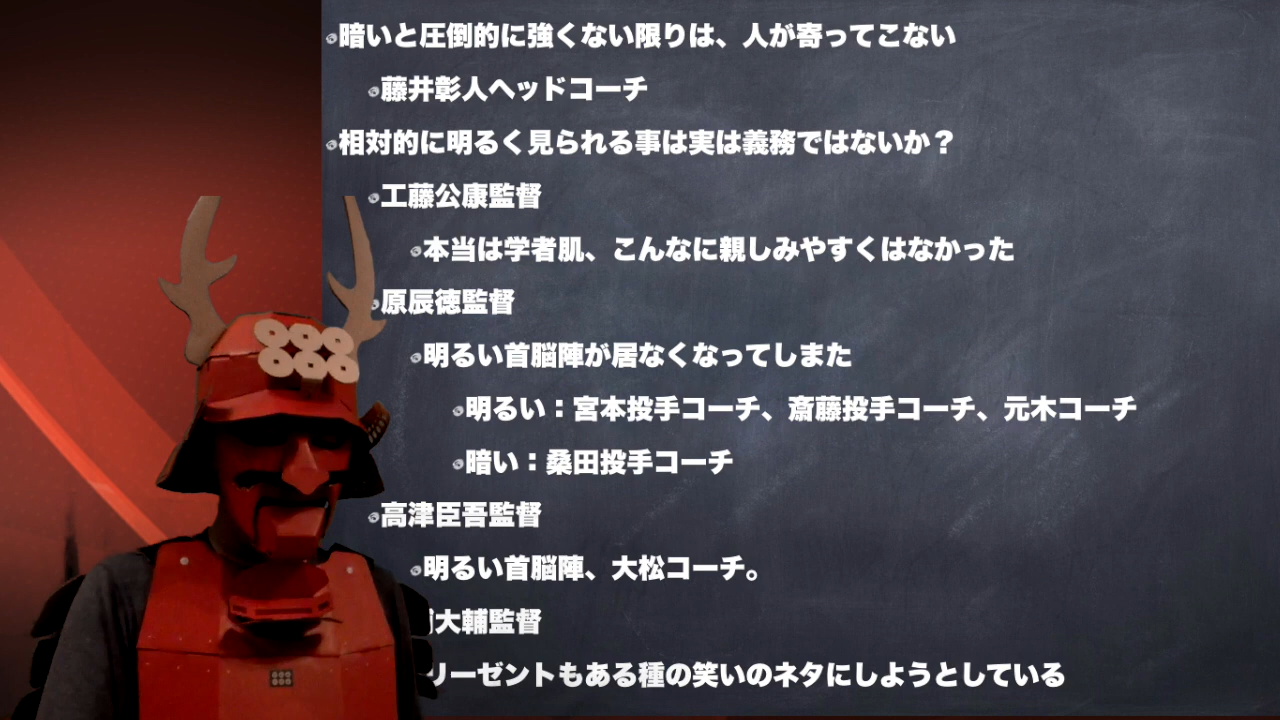 暗いと圧倒的に強くない限りは、人が寄ってこない
藤井彰人ヘッドコーチ
相対的に明るく見られる事は実は義務ではないか？
工藤公康監督
本当は学者肌、こんなに親しみやすくはなかった
原辰徳監督
明るい首脳陣が居なくなってしまた
明るい：宮本投手コーチ、斎藤投手コーチ、元木コーチ
暗い：桑田投手コーチ
高津臣吾監督
明るい首脳陣、大松コーチ。
大輔監督
リーゼントもある種の笑いのネタにしようとしている